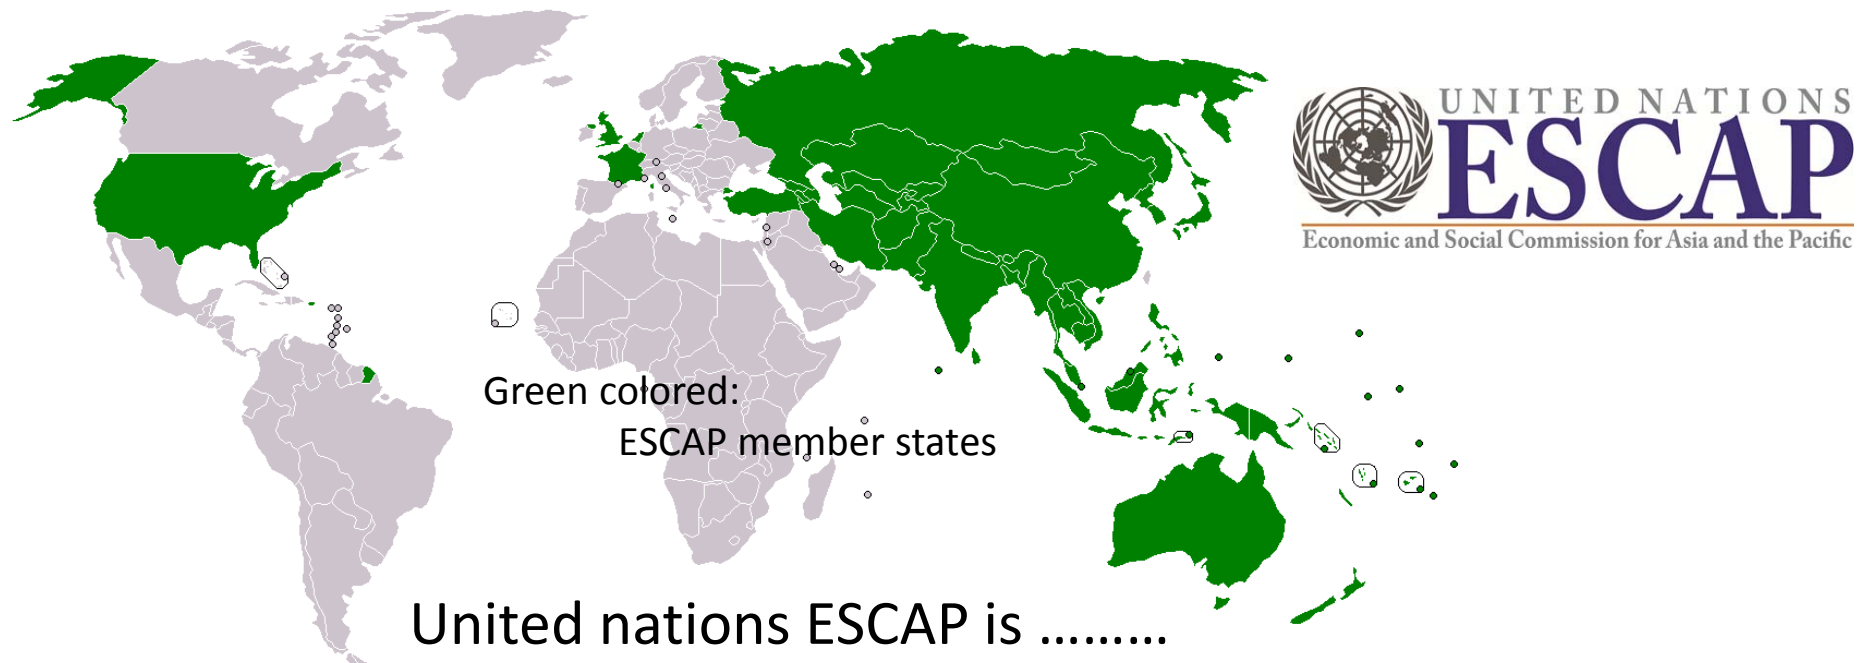 UNITED NATIONS
ESCAP
Economic and Social Commission for Asia and the Pacific
Green colored:
ESCAP member states
United nations ESCAP is ………